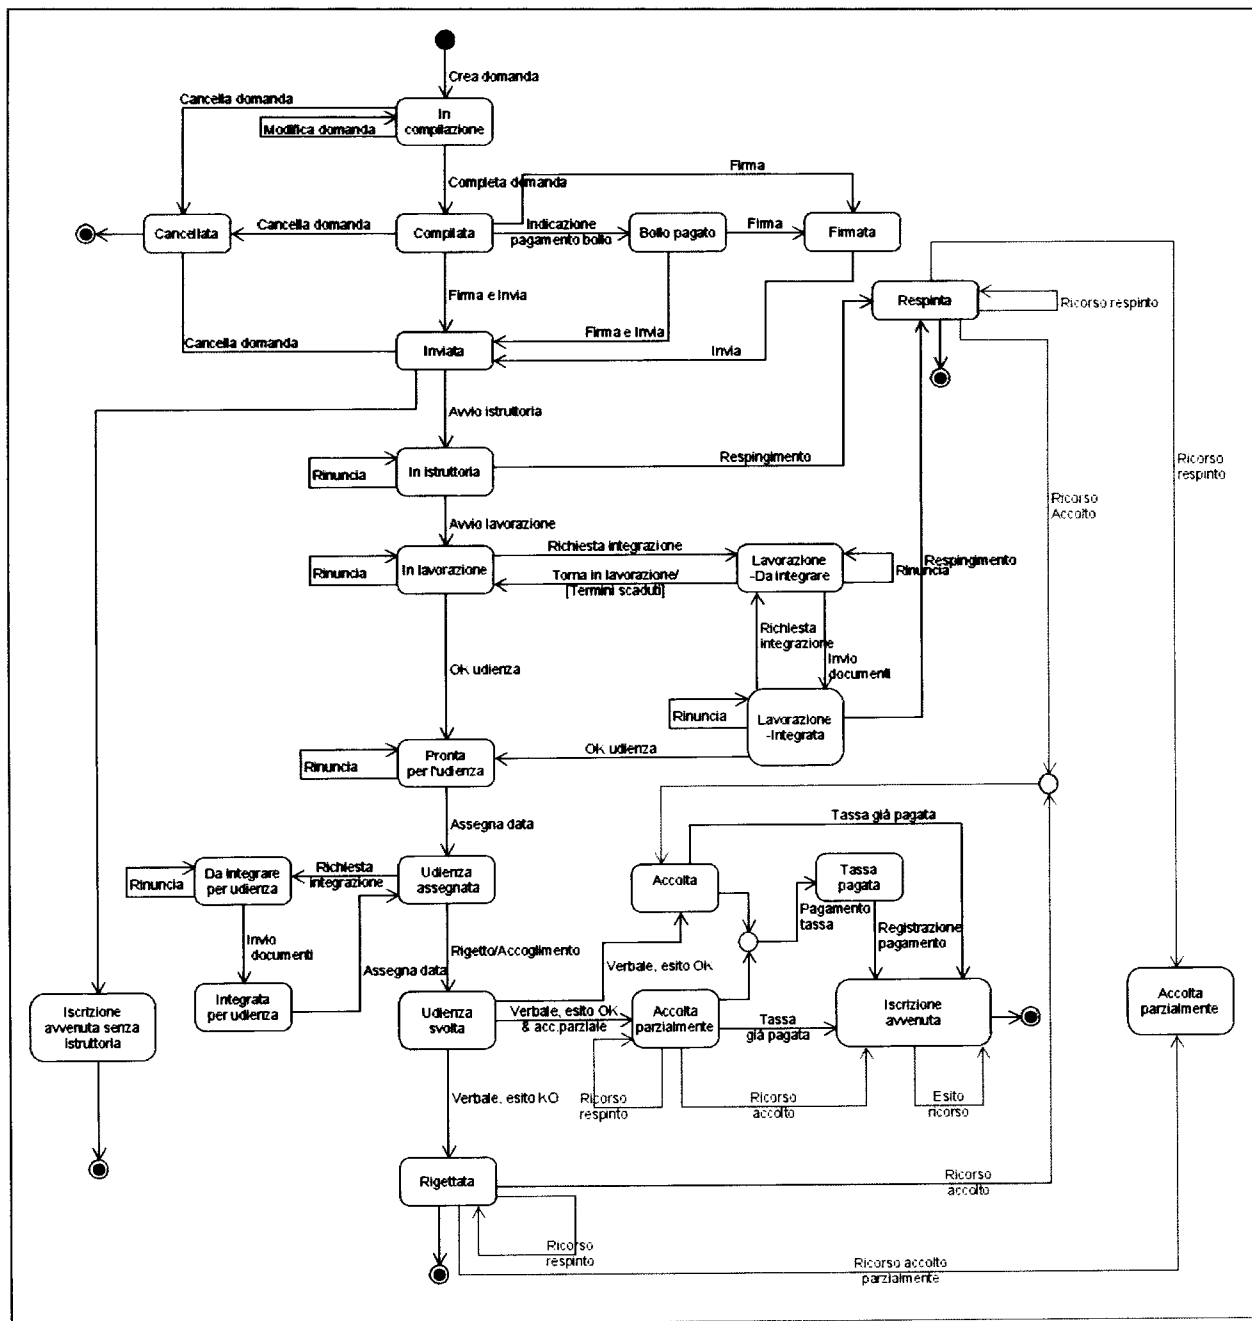 Crea domanda
Cancella domanda
In
compilazione
Modifica domanda
Completa domanda
Firma
Cancellata
Cancella domanda
Compilata
Indicazione
pagamento bollo
Bollo pagato
Firma
Firmata
Respinta
Ricorso respinto
Firma e Invia
Firma e Invia
Cancella domanda
Inviata
Invia
Avvio istruttoria
Rinuncia
In istruttoria
Respingimento
Ricorso
respinto
Ricorso
Accolto
Avvio lavorazione
Rinuncia
In lavorazione
Richiesta integrazione
Torna in lavorazione/
[Termini scaduti]
Lavorazione
-Da integrare
Rinuncia
Respingimento
Richiesta
integrazione
Invio
documenti
OK udienza
Rinuncia
Lavorazione
-Integrata
Rinuncia
Pronta
per l'udienza
OK udienza
Assegna data
Tassa già pagata
Rinuncia
Da integrare
per udienza
Richiesta
integrazione
Udienza
assegnata
Accolta
Tassa
pagata
Pagamento
tassa
Registrazione
pagamento
Invio
documenti
Assegna data
Rigetto/Accoglimento
Verbale, esito OK
Iscrizione
avvenuta senza
istruttoria
Integrata
per udienza
Udienza
svolta
Verbale, esito OK
& acc.parziale
Accolta
parzialmente
Tassa
già pagata
Iscrizione
avvenuta
Accolta
parzialmente
Verbale, esito KO
Ricorso
respinto
Ricorso
accolto
Esito
ricorso
Rigettata
Ricorso
accolto
Ricorso
respinto
Ricorso accolto
parzialmente